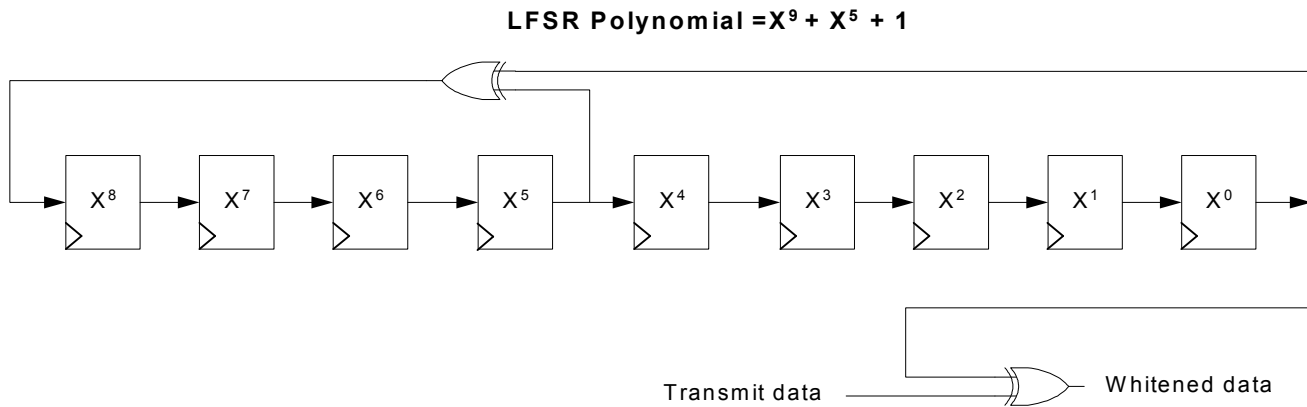 LFSR Polynomial =X⁹ + X⁵ + 1
X⁸ X⁷ X⁶ X⁵ X⁴ X³ X² X¹ X⁰
Transmit data Whitened data